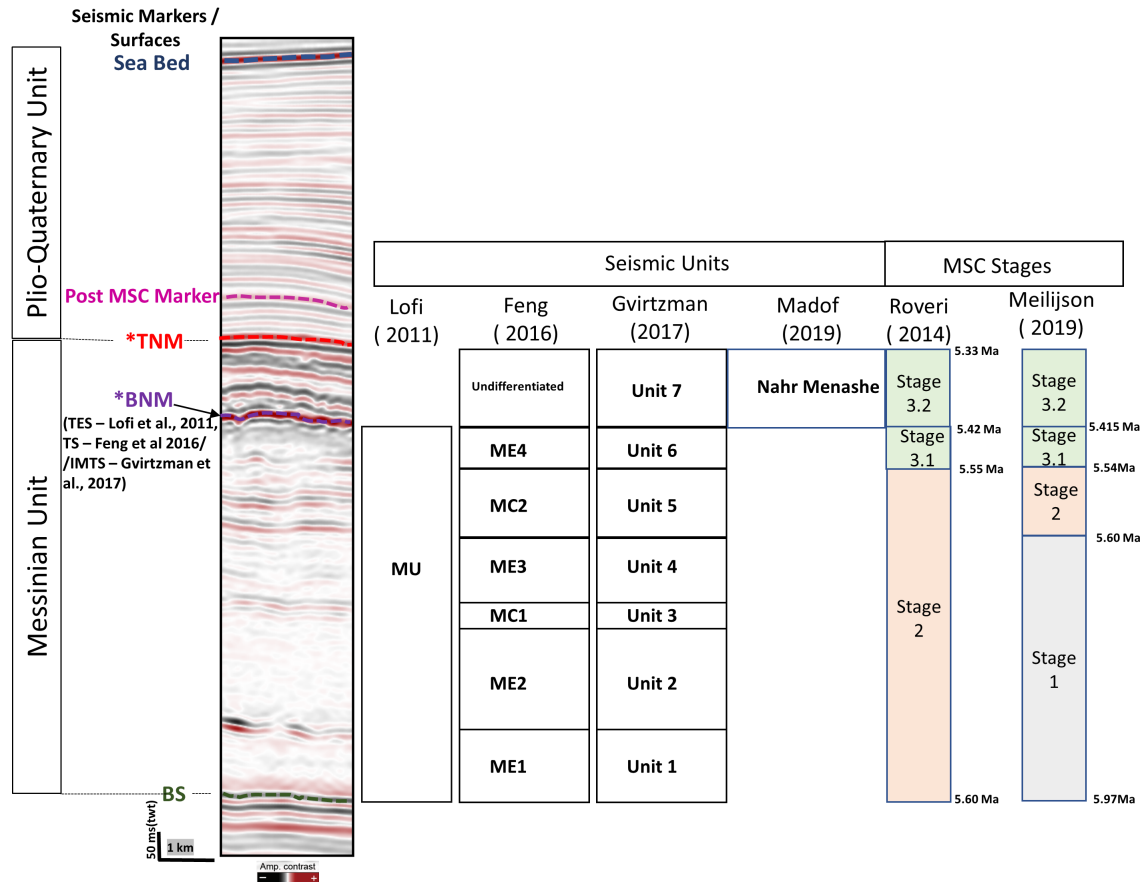 Seismic Markers /
Surfaces
Sea Bed
Plio-Quaternary Unit
Post MSC Marker
*TNM
*BNM
(TES – Lofi et al., 2011,
TS – Feng et al 2016/
/IMTS – Gvirtzman et
al., 2017)
Messinian Unit
BS
50 ms(twt)
1 km
Amp. contrast
– +
Seismic Units
MSC Stages
Lofi
( 2011)
Feng
( 2016)
Gvirtzman
(2017)
Madof
(2019)
Roveri
( 2014)
Meilijson
( 2019)
MU
Undifferentiated
ME4
MC2
ME3
MC1
ME2
ME1
Unit 7
Unit 6
Unit 5
Unit 4
Unit 3
Unit 2
Unit 1
Nahr Menashe
Stage
3.2
Stage
3.1
Stage
2
5.33 Ma
5.42 Ma
5.55 Ma
5.60 Ma
Stage
3.2
Stage
3.1
Stage
2
Stage
1
5.415 Ma
5.54Ma
5.60 Ma
5.97Ma